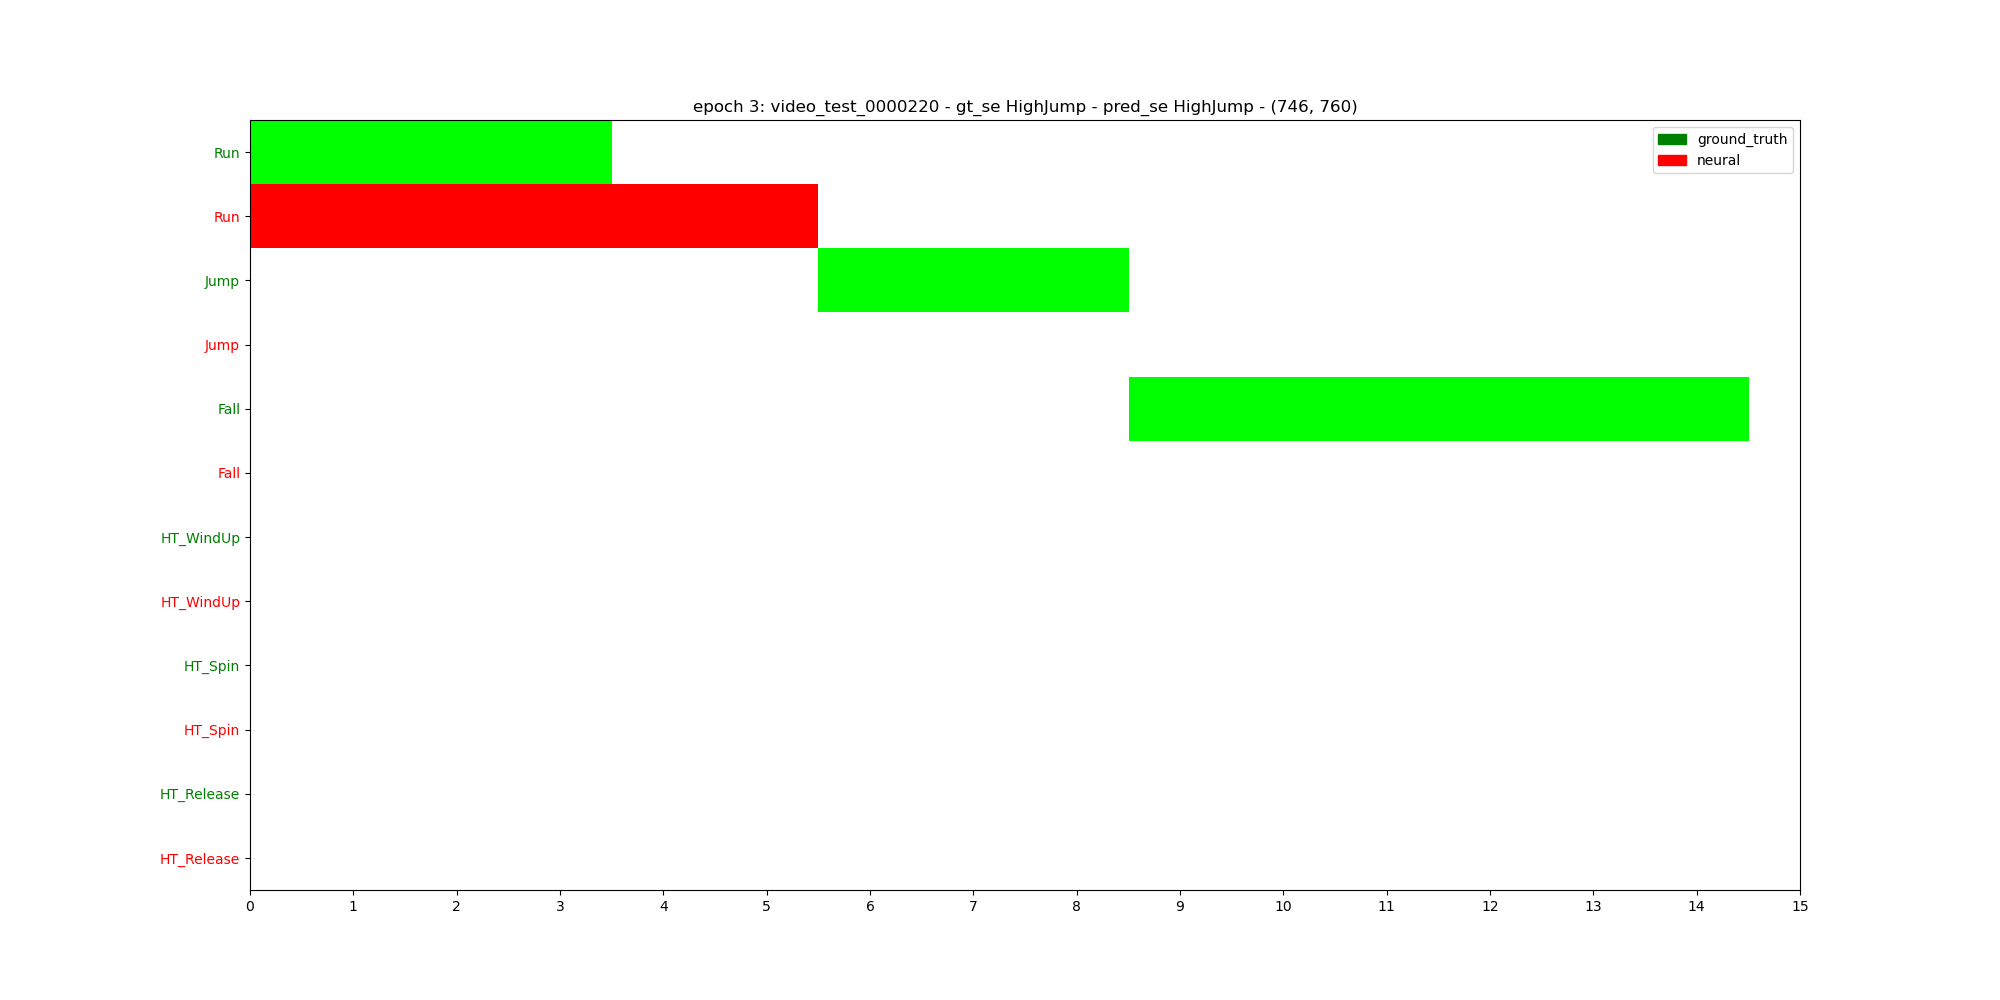 epoch 3: video_test_0000220 - gt_se HighJump - pred_se HighJump - (746, 760)
ground_truth
neural
Run
Run
Jump
Jump
Fall
Fall
HT_WindUp
HT_WindUp
HT_Spin
HT_Spin
HT_Release
HT_Release
0 1 2 3 4 5 6 7 8 9 10 11 12 13 14 15